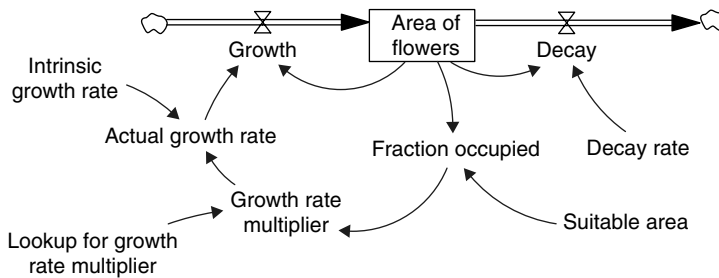 Area of
flowers
Growth
Decay
Intrinsic
growth rate
Actual growth rate
Fraction occupied
Decay rate
Growth rate
multiplier
Suitable area
Lookup for growth
rate multiplier